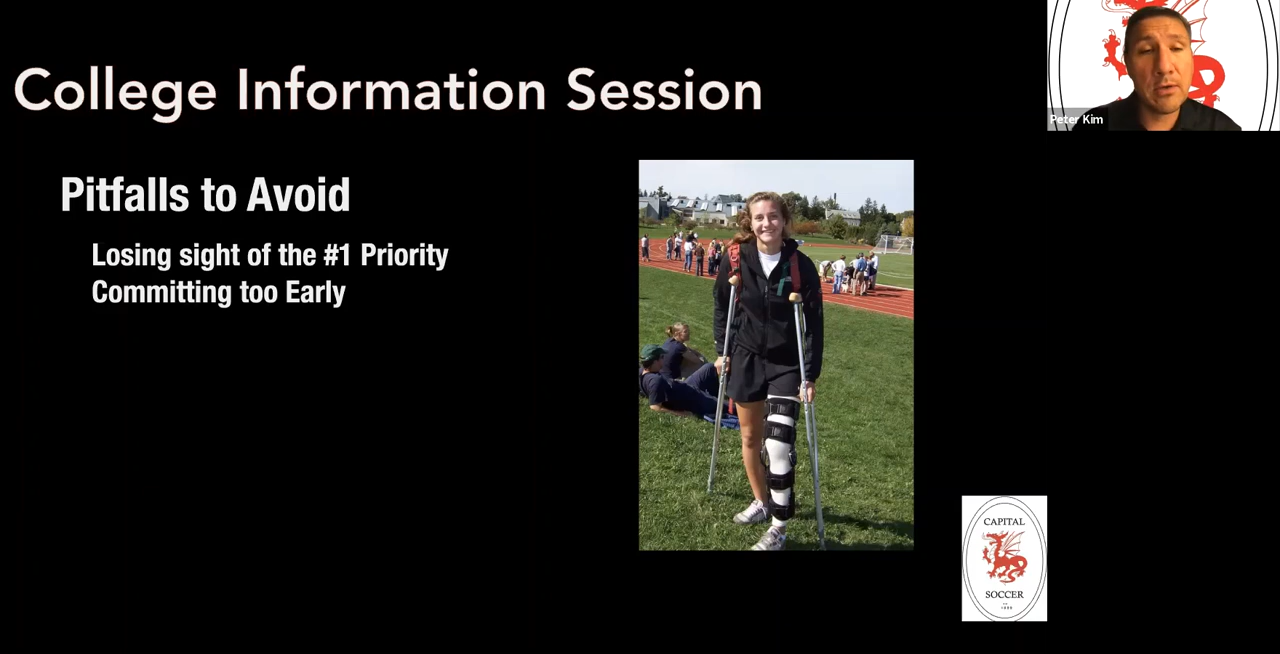 College Information Session
Peter Kim
Pitfalls to Avoid
Losing sight of the #1 Priority
Committing too Early
CAPITAL
SOCCER